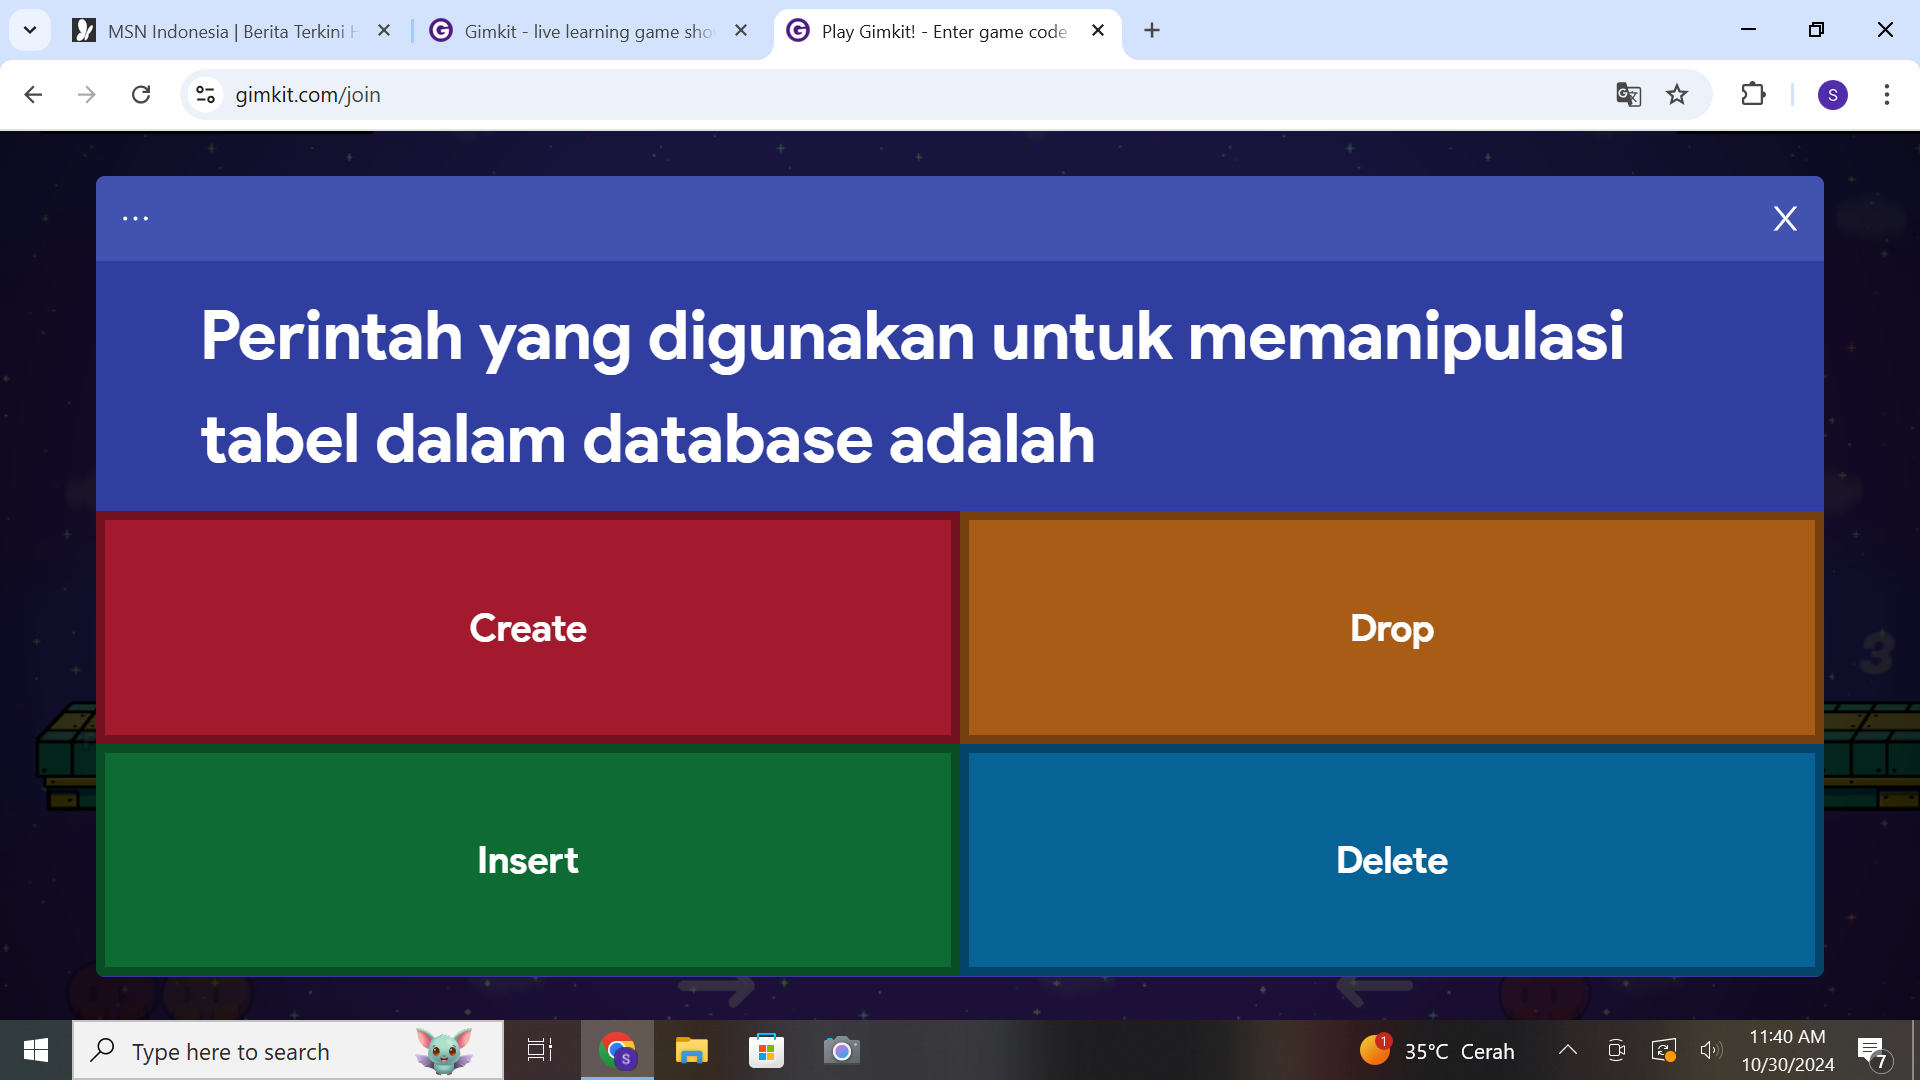 MSN Indonesia | Berita Terkini H
Gimkit - live learning game sho
Play Gimkit! - Enter game code
gimkit.com/join
S
...
X
Perintah yang digunakan untuk memanipulasi
tabel dalam database adalah
Create
Drop
3
Insert
Delete
Type here to search
S
1
35°C Cerah
11:40 AM
10/30/2024
7